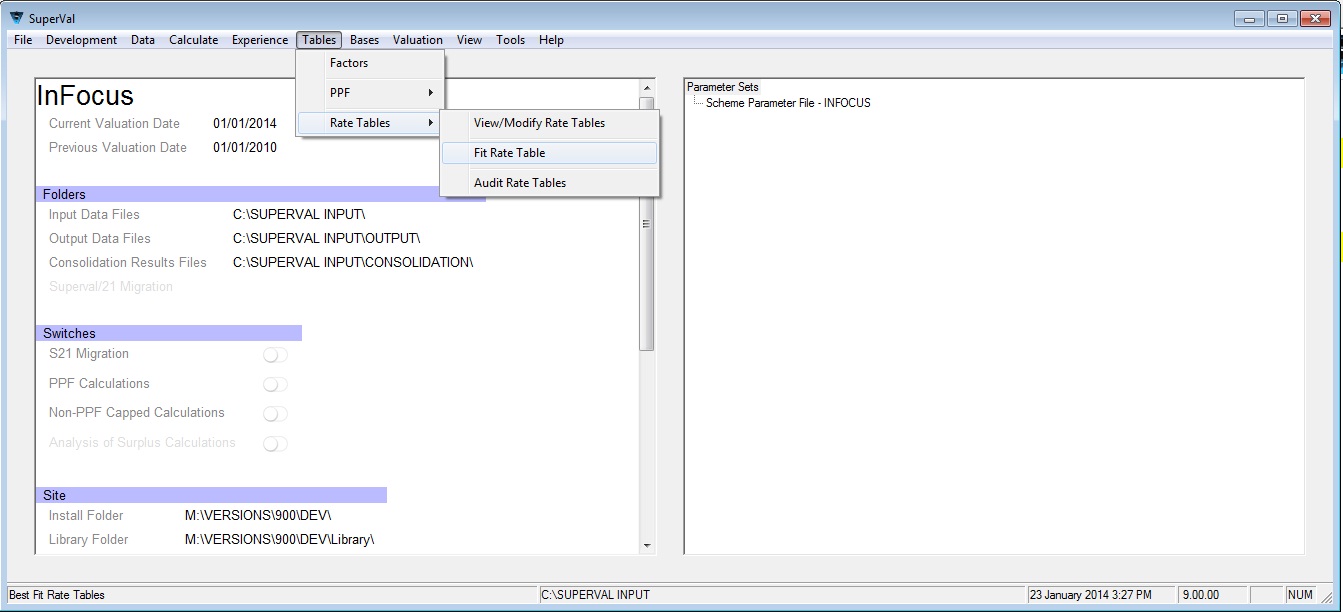 SuperVal
File Development Data Calculate Experience Tables Bases Valuation View Tools Help
Factors
PPF
Rate Tables
View/Modify Rate Tables
Fit Rate Table
Audit Rate Tables
InFocus
Current Valuation Date 01/01/2014
Previous Valuation Date 01/01/2010
Folders
Input Data Files C:\SUPERVAL INPUT\
Output Data Files C:\SUPERVAL INPUT\OUTPUT\
Consolidation Results Files C:\SUPERVAL INPUT\CONSOLIDATION\
Superval/21 Migration
Switches
S21 Migration
PPF Calculations
Non-PPF Capped Calculations
Analysis of Surplus Calculations
Site
Install Folder M:\VERSIONS\900\DEV\
Library Folder M:\VERSIONS\900\DEV\Library\
Parameter Sets
Scheme Parameter File - INFOCUS
Best Fit Rate Tables C:\SUPERVAL INPUT 23 January 2014 3:27 PM 9.00.00 NUM